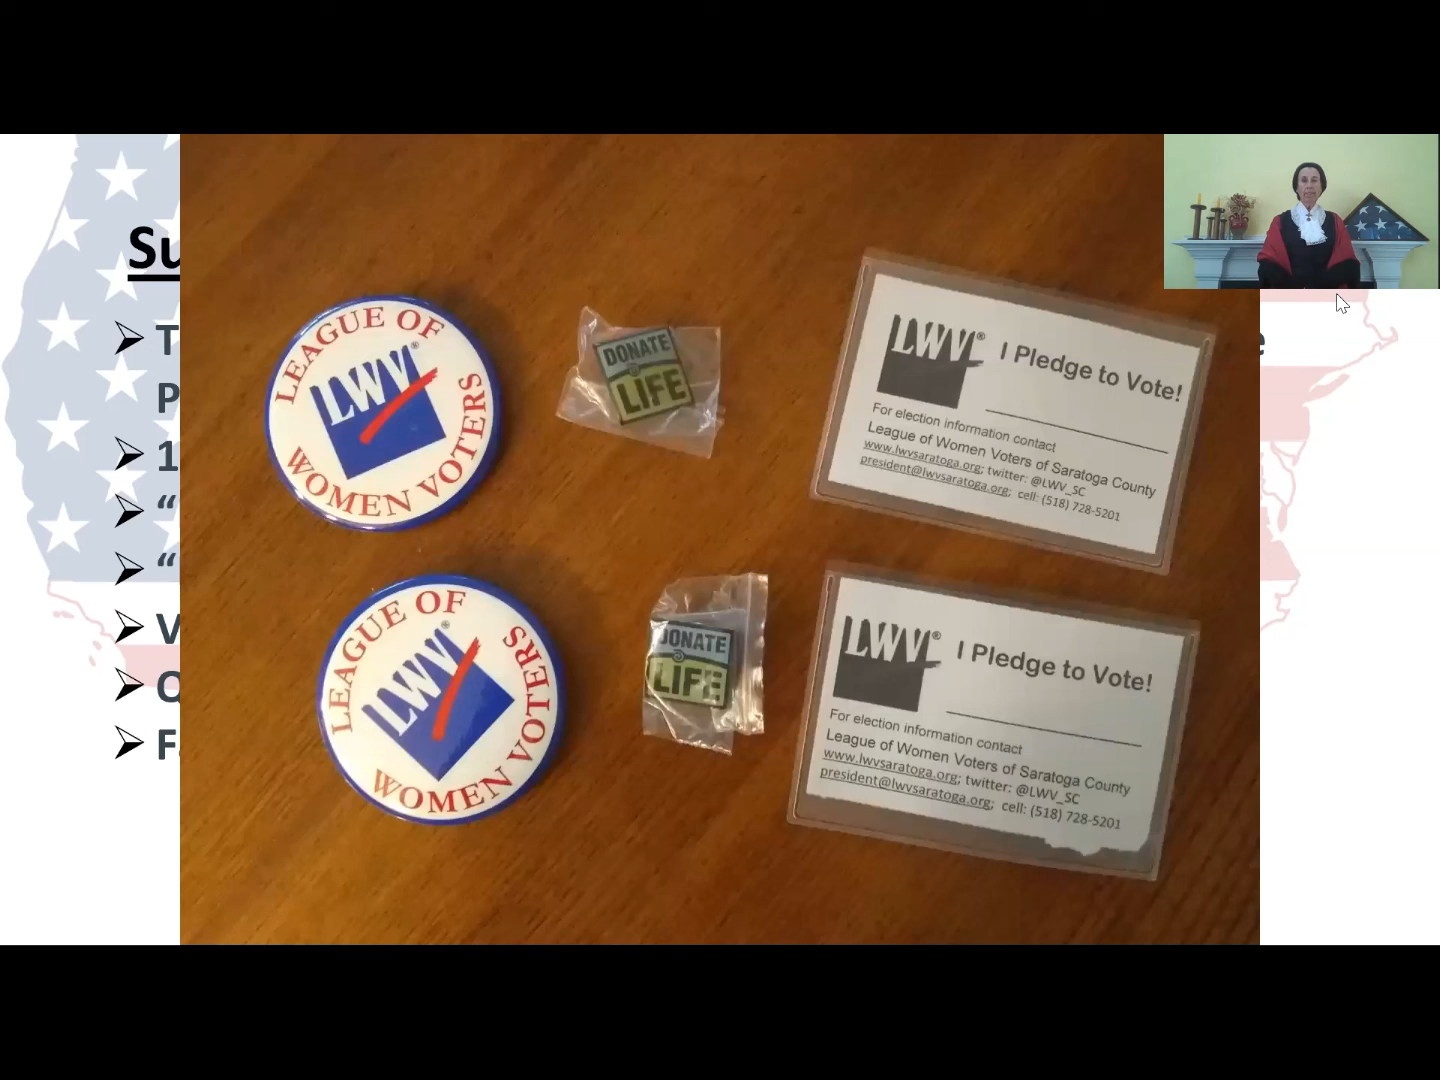 Su
T
P
1
“
“
V
Q
F
e
LEAGUE OF
LWV®
WOMEN VOTERS
DONATE
LIFE
LWV®
I Pledge to Vote!
For election information contact
League of Women Voters of Saratoga County
www.lwvsaratoga.org; twitter: @LWV_SC
president@lwvsaratoga.org; cell: (518) 728-5201
LEAGUE OF
LWV®
WOMEN VOTERS
DONATE
LIFE
LWV®
I Pledge to Vote!
For election information contact
League of Women Voters of Saratoga County
www.lwvsaratoga.org; twitter: @LWV_SC
president@lwvsaratoga.org; cell: (518) 728-5201